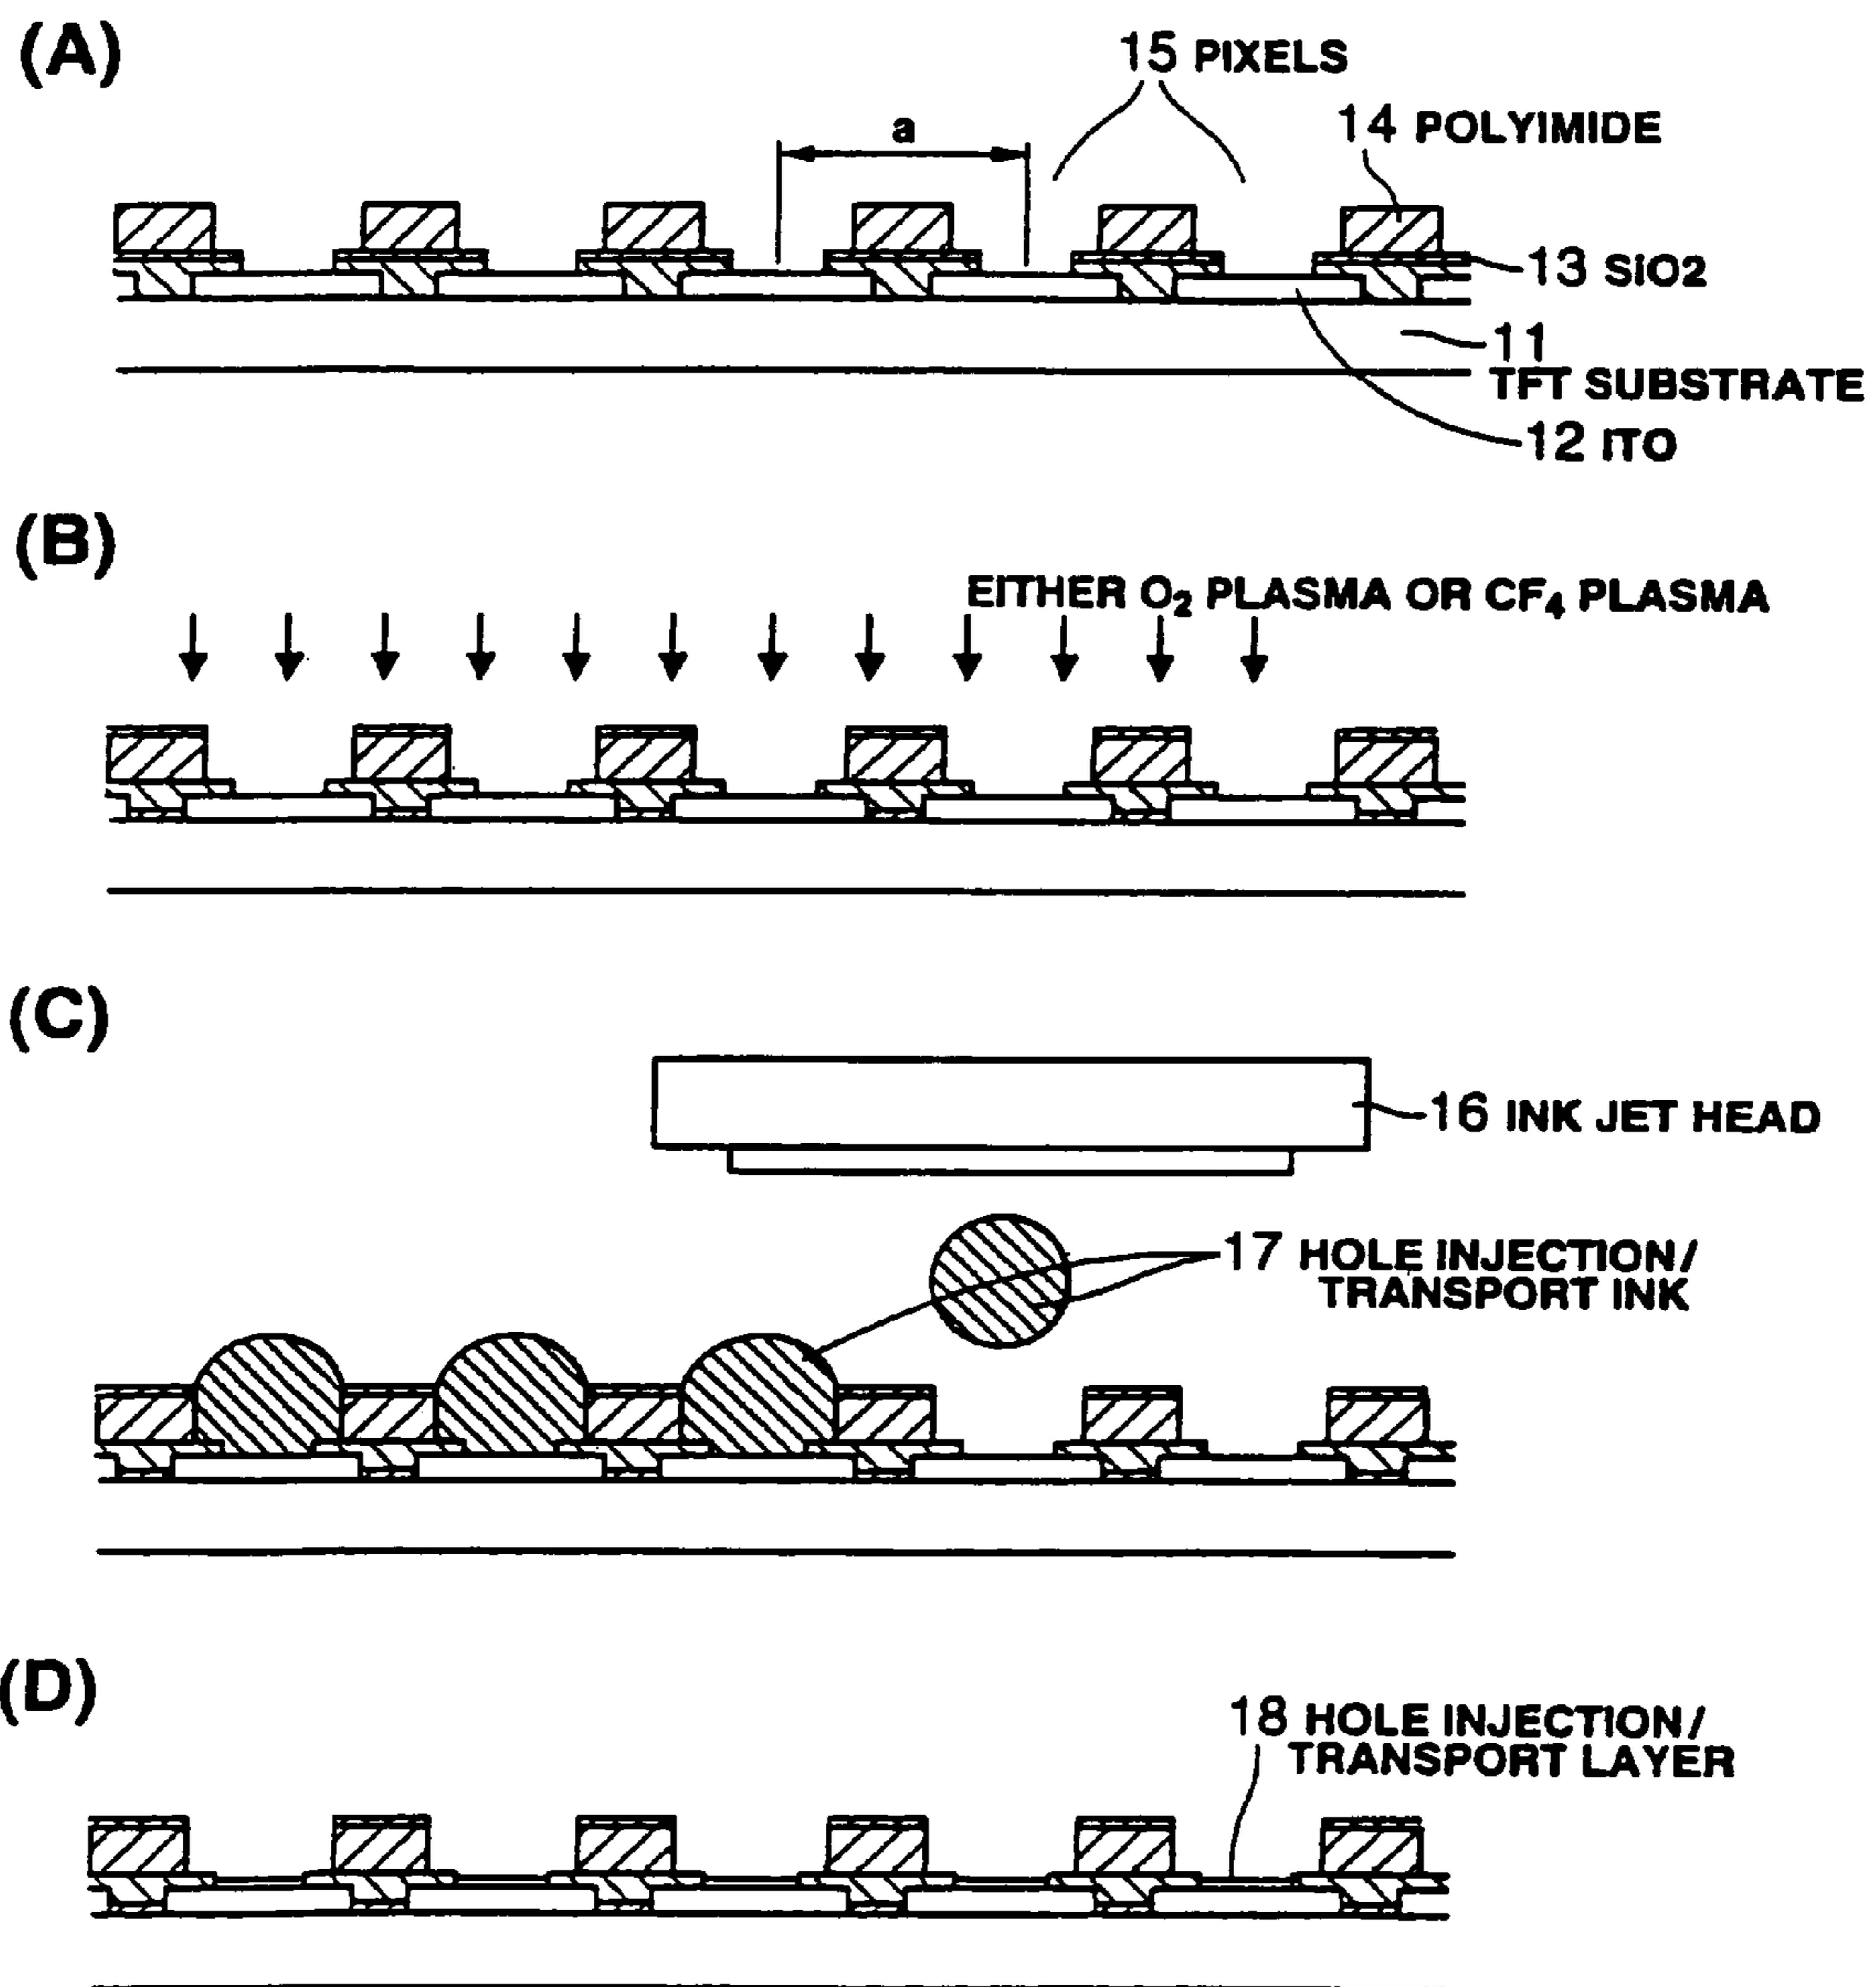 (A)
15 PIXELS
a
14 POLYIMIDE
13 SiO2
11
TFT SUBSTRATE
12 ITO
(B)
EITHER O₂ PLASMA OR CF₄ PLASMA
(C)
16 INK JET HEAD
17 HOLE INJECTION/
TRANSPORT INK
(D)
18 HOLE INJECTION/
TRANSPORT LAYER